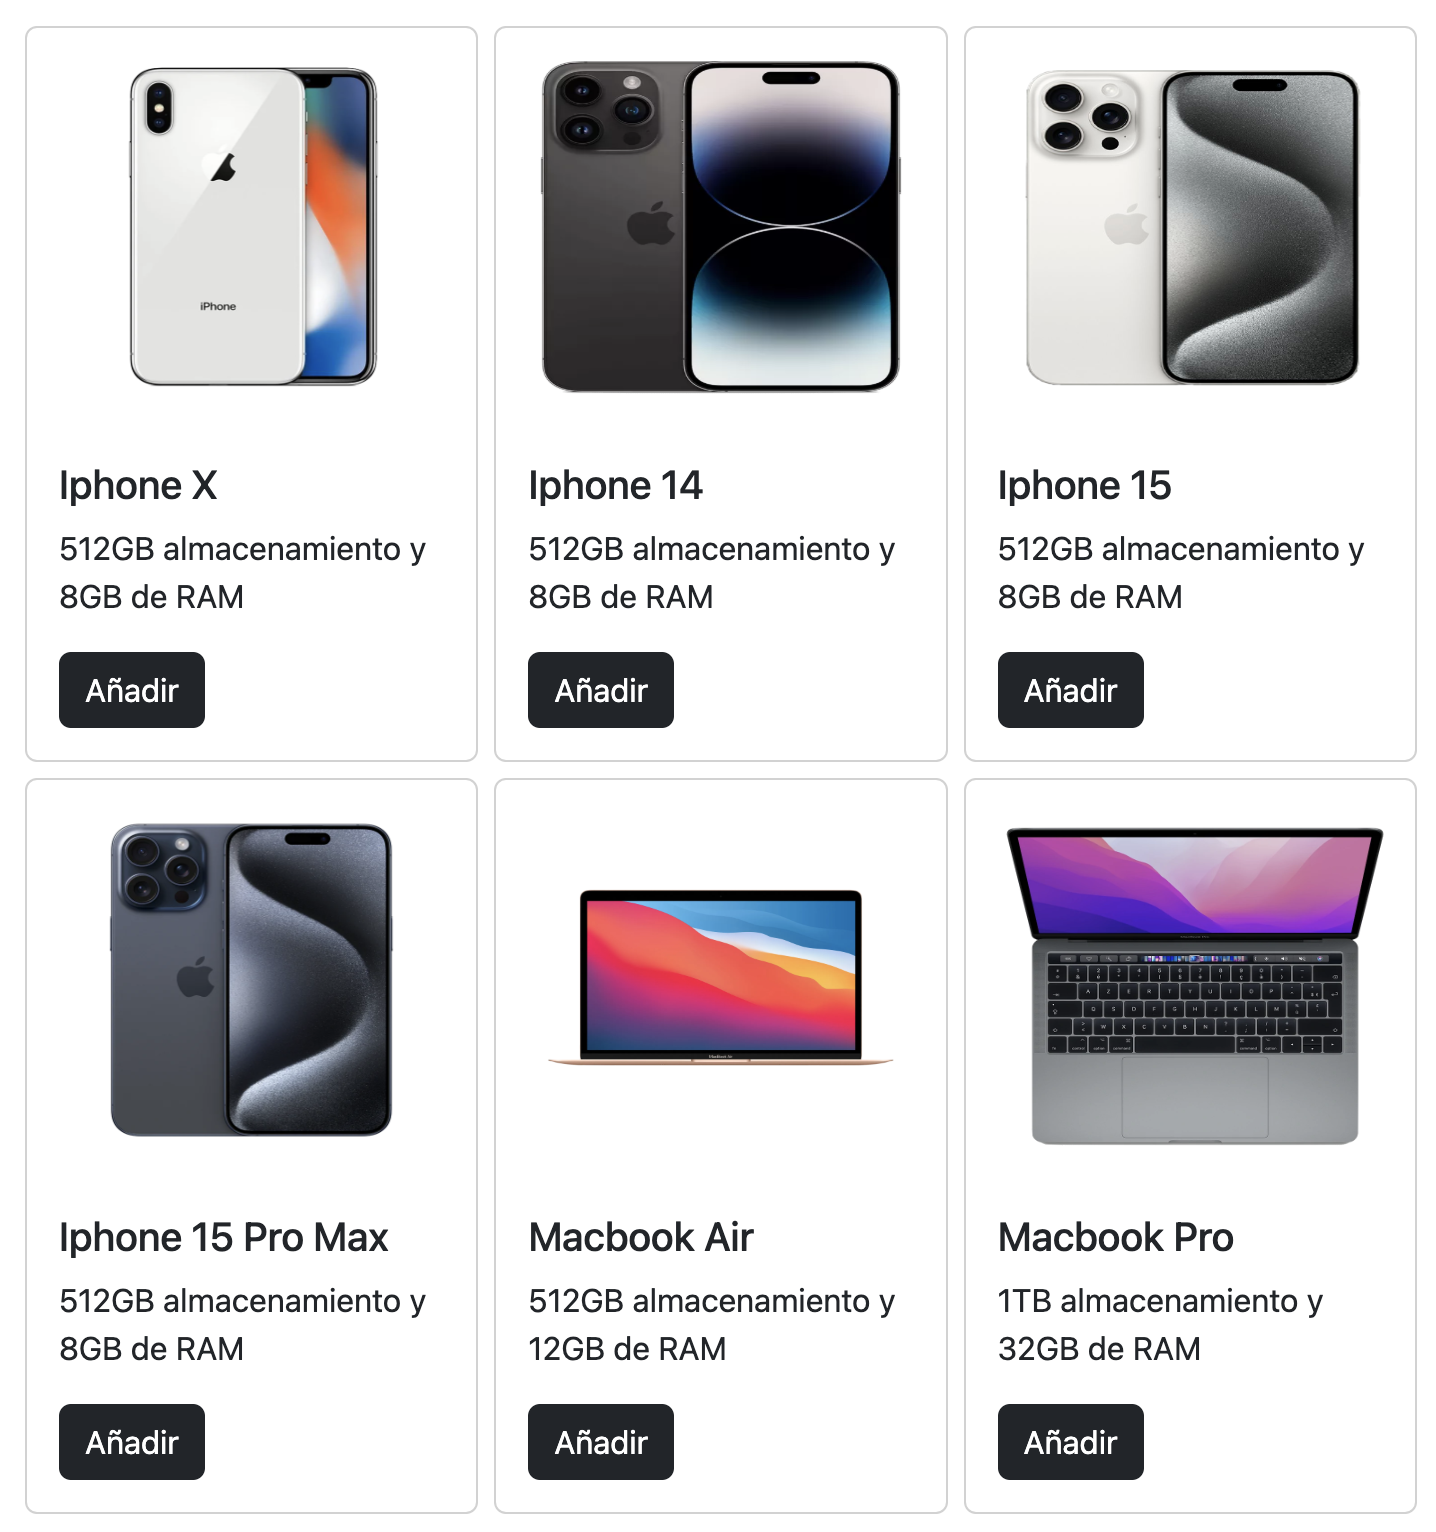 iPhone
Iphone X
512GB almacenamiento y
8GB de RAM
Añadir
Iphone 14
512GB almacenamiento y
8GB de RAM
Añadir
Iphone 15
512GB almacenamiento y
8GB de RAM
Añadir
Iphone 15 Pro Max
512GB almacenamiento y
8GB de RAM
Añadir
MacBook Air
Macbook Air
512GB almacenamiento y
12GB de RAM
Añadir
Macbook Pro
1TB almacenamiento y
32GB de RAM
Añadir